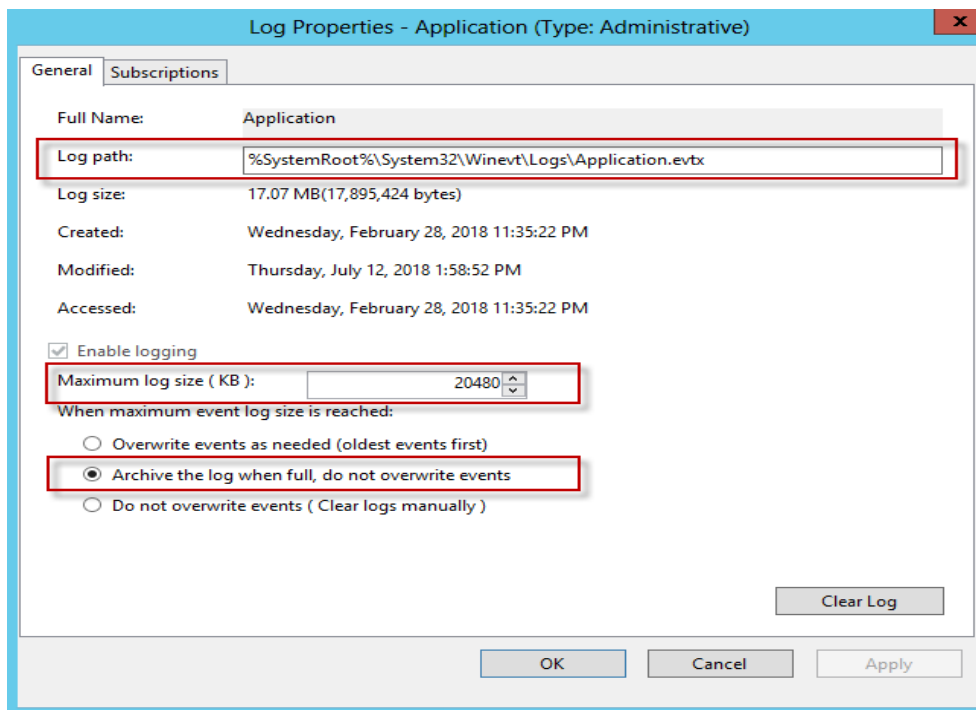 Log Properties - Application (Type: Administrative)
x
General Subscriptions
Full Name: Application
Log path: %SystemRoot%\System32\Winevt\Logs\Application.evtx
Log size: 17.07 MB(17,895,424 bytes)
Created: Wednesday, February 28, 2018 11:35:22 PM
Modified: Thursday, July 12, 2018 1:58:52 PM
Accessed: Wednesday, February 28, 2018 11:35:22 PM
Enable logging
Maximum log size ( KB ): 20480
When maximum event log size is reached:
Overwrite events as needed (oldest events first)
Archive the log when full, do not overwrite events
Do not overwrite events ( Clear logs manually )
Clear Log
OK Cancel Apply